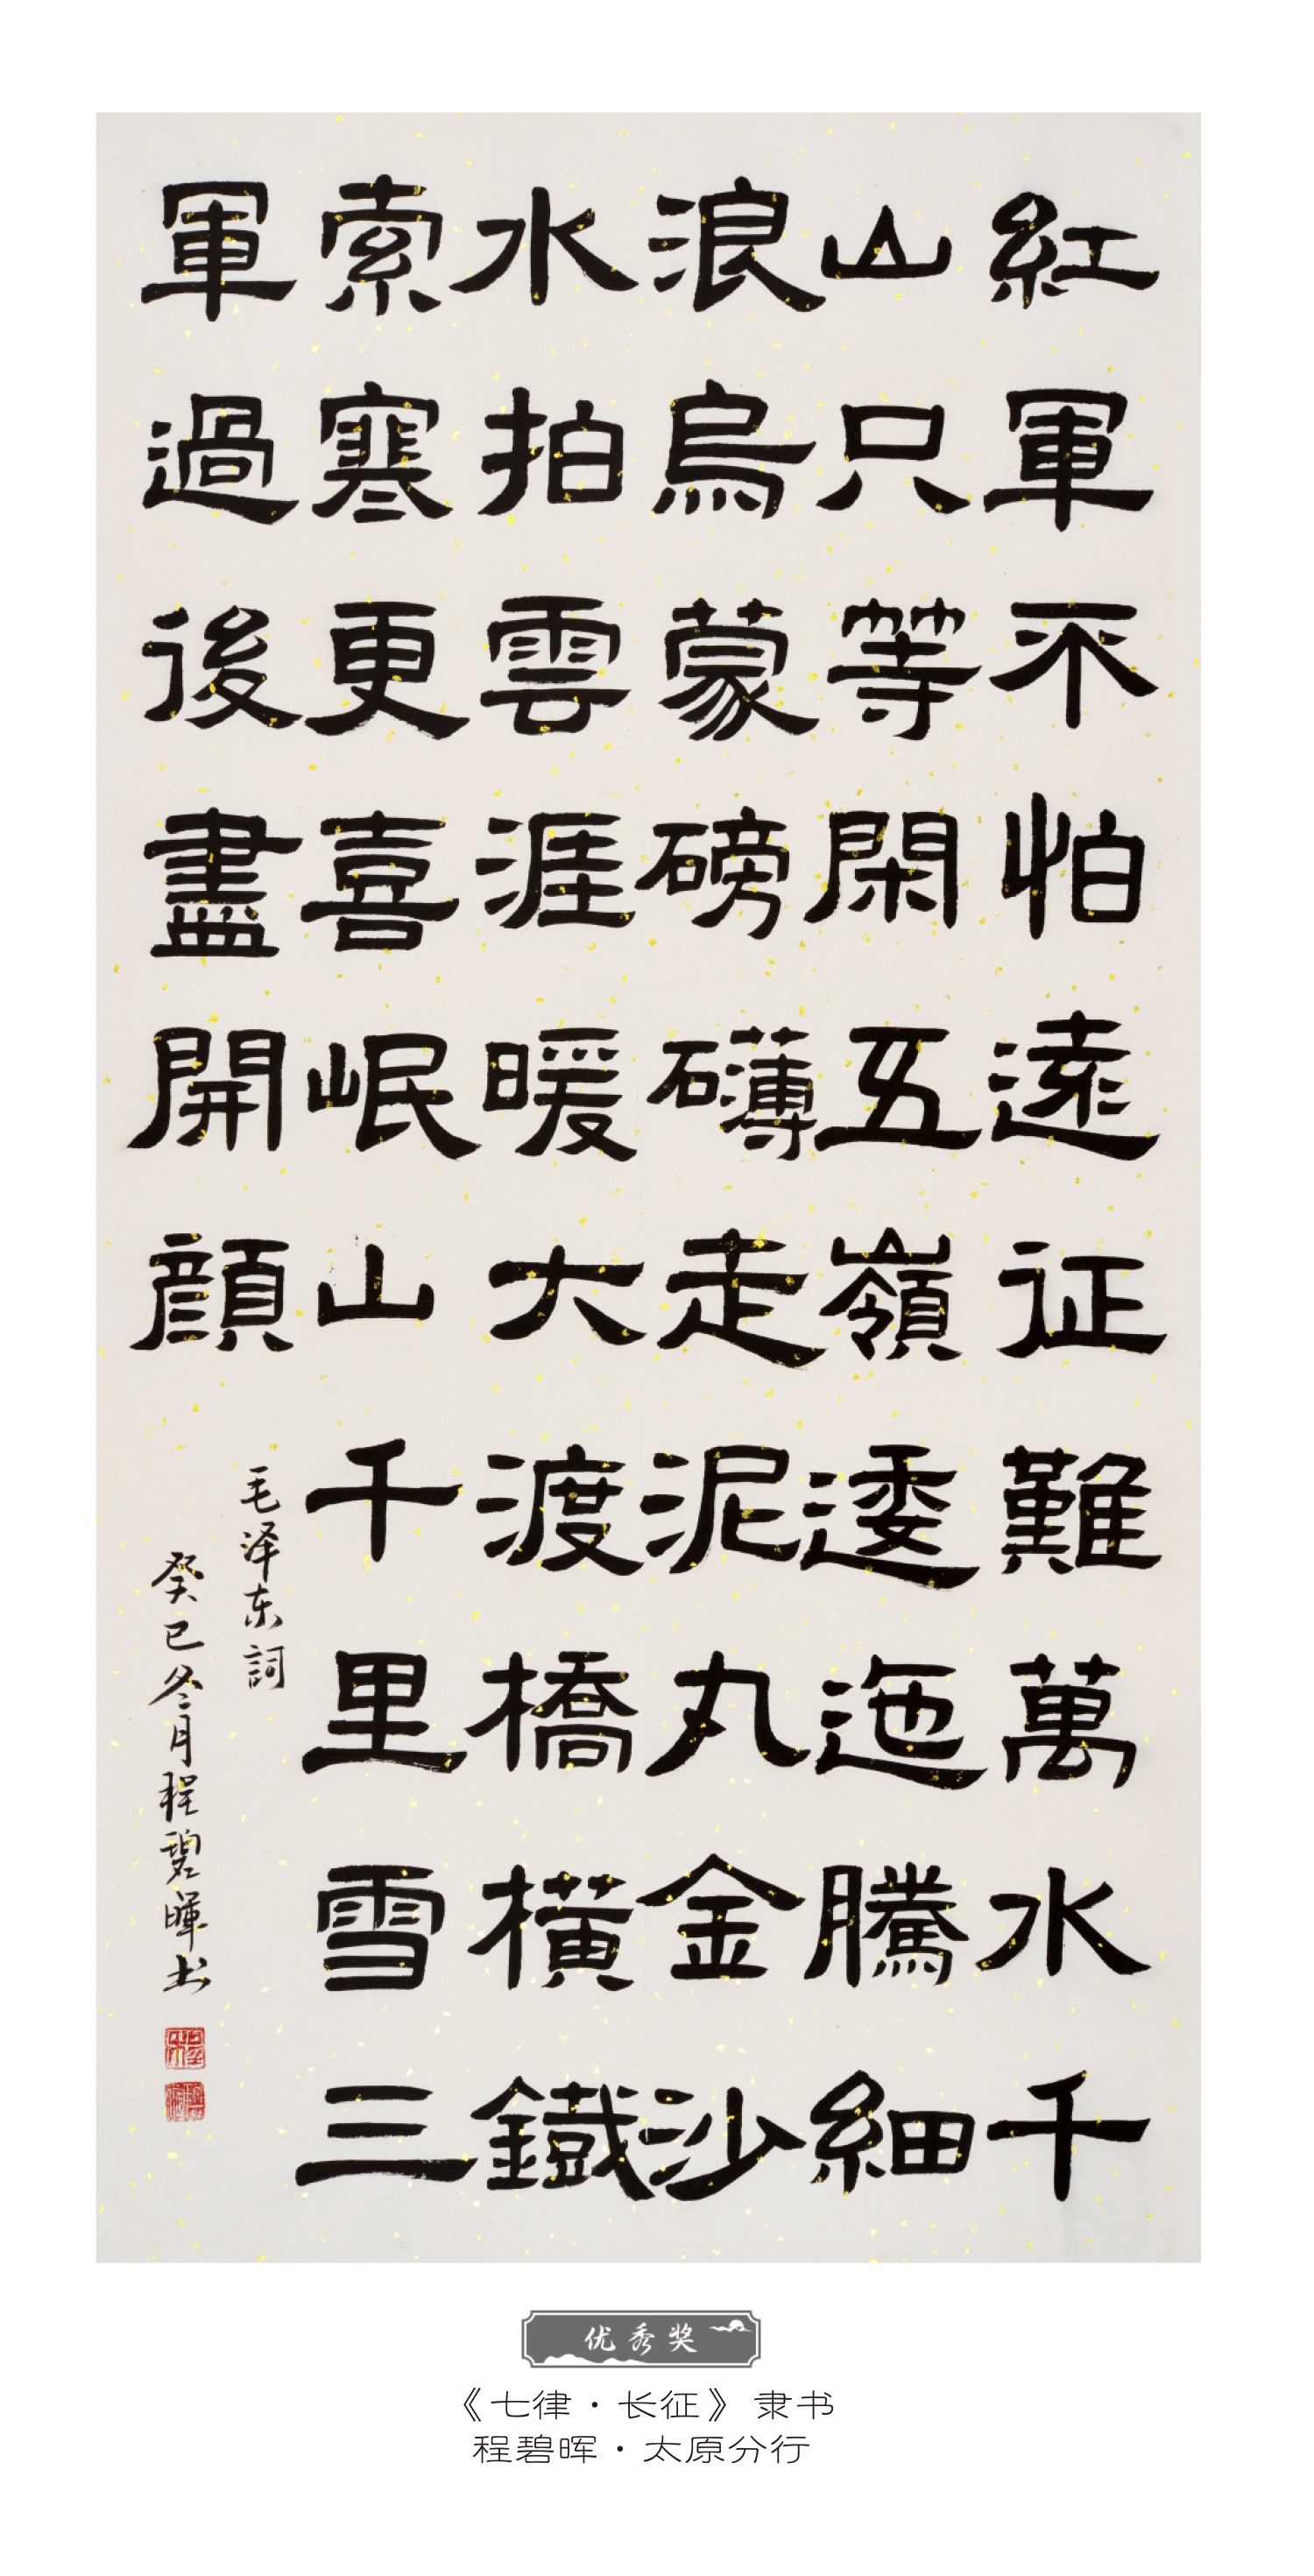 紅軍不怕遠征難萬水千
山只等閑五嶺逶迤騰細
浪烏蒙磅礴走泥丸金沙
水拍雲涯暖大渡橋橫鐵
索寒更喜岷山千里雪三
軍過後盡開顏
毛泽东詞
癸巳冬月程碧暉书
优秀奖
《七律·长征》隶书
程碧晖·太原分行